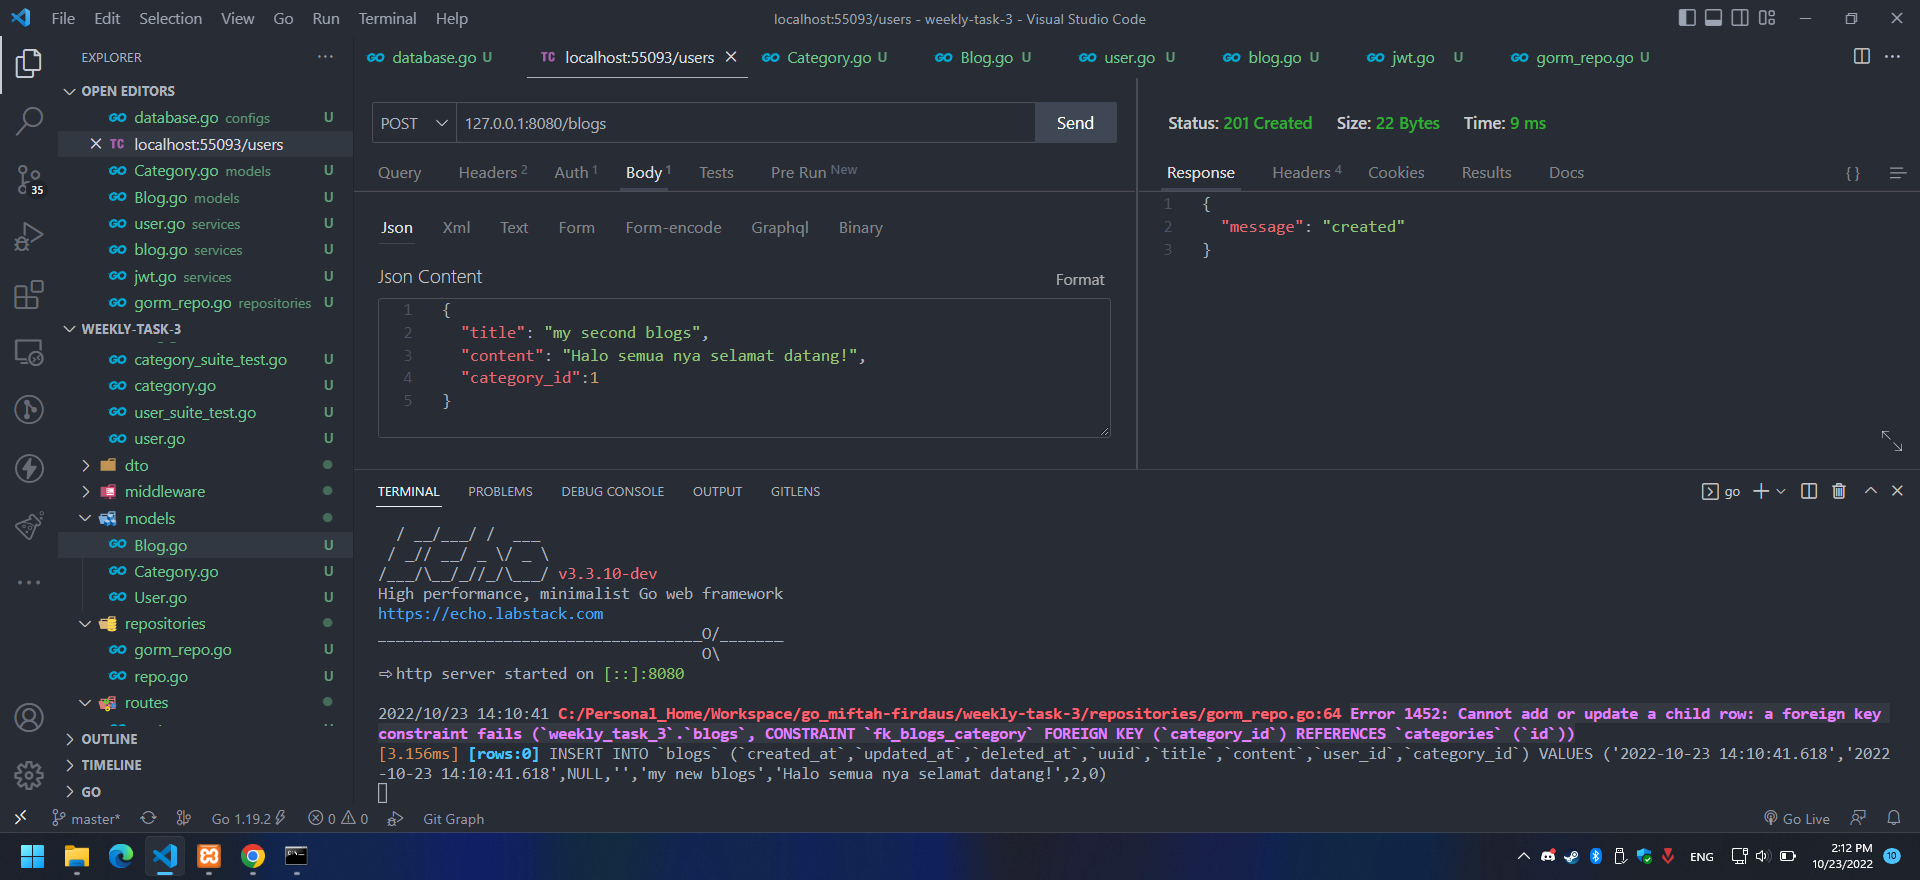 File Edit Selection View Go Run Terminal Help
localhost:55093/users - weekly-task-3 - Visual Studio Code
EXPLORER
OPEN EDITORS
database.go configs U
TC localhost:55093/users
Category.go models U
Blog.go models U
user.go services U
blog.go services U
jwt.go services U
gorm_repo.go repositories U
WEEKLY-TASK-3
category_suite_test.go U
category.go U
user_suite_test.go U
user.go U
dto
middleware
models
Blog.go U
Category.go U
User.go U
repositories
gorm_repo.go U
repo.go U
routes
OUTLINE
TIMELINE
GO
35
database.go U TC localhost:55093/users Category.go U Blog.go U user.go U blog.go U jwt.go U gorm_repo.go U
POST 127.0.0.1:8080/blogs Send
Query Headers 2 Auth 1 Body 1 Tests Pre Run New
Json Xml Text Form Form-encode Graphql Binary
Json Content Format
1 {
2 "title": "my second blogs",
3 "content": "Halo semua nya selamat datang!",
4 "category_id":1
5 }
Status: 201 Created Size: 22 Bytes Time: 9 ms
Response Headers 4 Cookies Results Docs { }
1 {
2 "message": "created"
3 }
TERMINAL PROBLEMS DEBUG CONSOLE OUTPUT GITLENS
go
/ __/___/ / ___
/ _// __/ _ \/ _ \
/___/\__/_//_/\___/ v3.3.10-dev
High performance, minimalist Go web framework
https://echo.labstack.com
____________________________________O/_______
O\
⇨ http server started on [::]:8080
2022/10/23 14:10:41 C:/Personal_Home/Workspace/go_miftah-firdaus/weekly-task-3/repositories/gorm_repo.go:64 Error 1452: Cannot add or update a child row: a foreign key
constraint fails (`weekly_task_3`.`blogs`, CONSTRAINT `fk_blogs_category` FOREIGN KEY (`category_id`) REFERENCES `categories` (`id`))
[3.156ms] [rows:0] INSERT INTO `blogs` (`created_at`,`updated_at`,`deleted_at`,`uuid`,`title`,`content`,`user_id`,`category_id`) VALUES ('2022-10-23 14:10:41.618','2022
-10-23 14:10:41.618',NULL,'','my new blogs','Halo semua nya selamat datang!',2,0)
master* Go 1.19.2 0 0 Git Graph Go Live
ENG 2:12 PM
10/23/2022 10